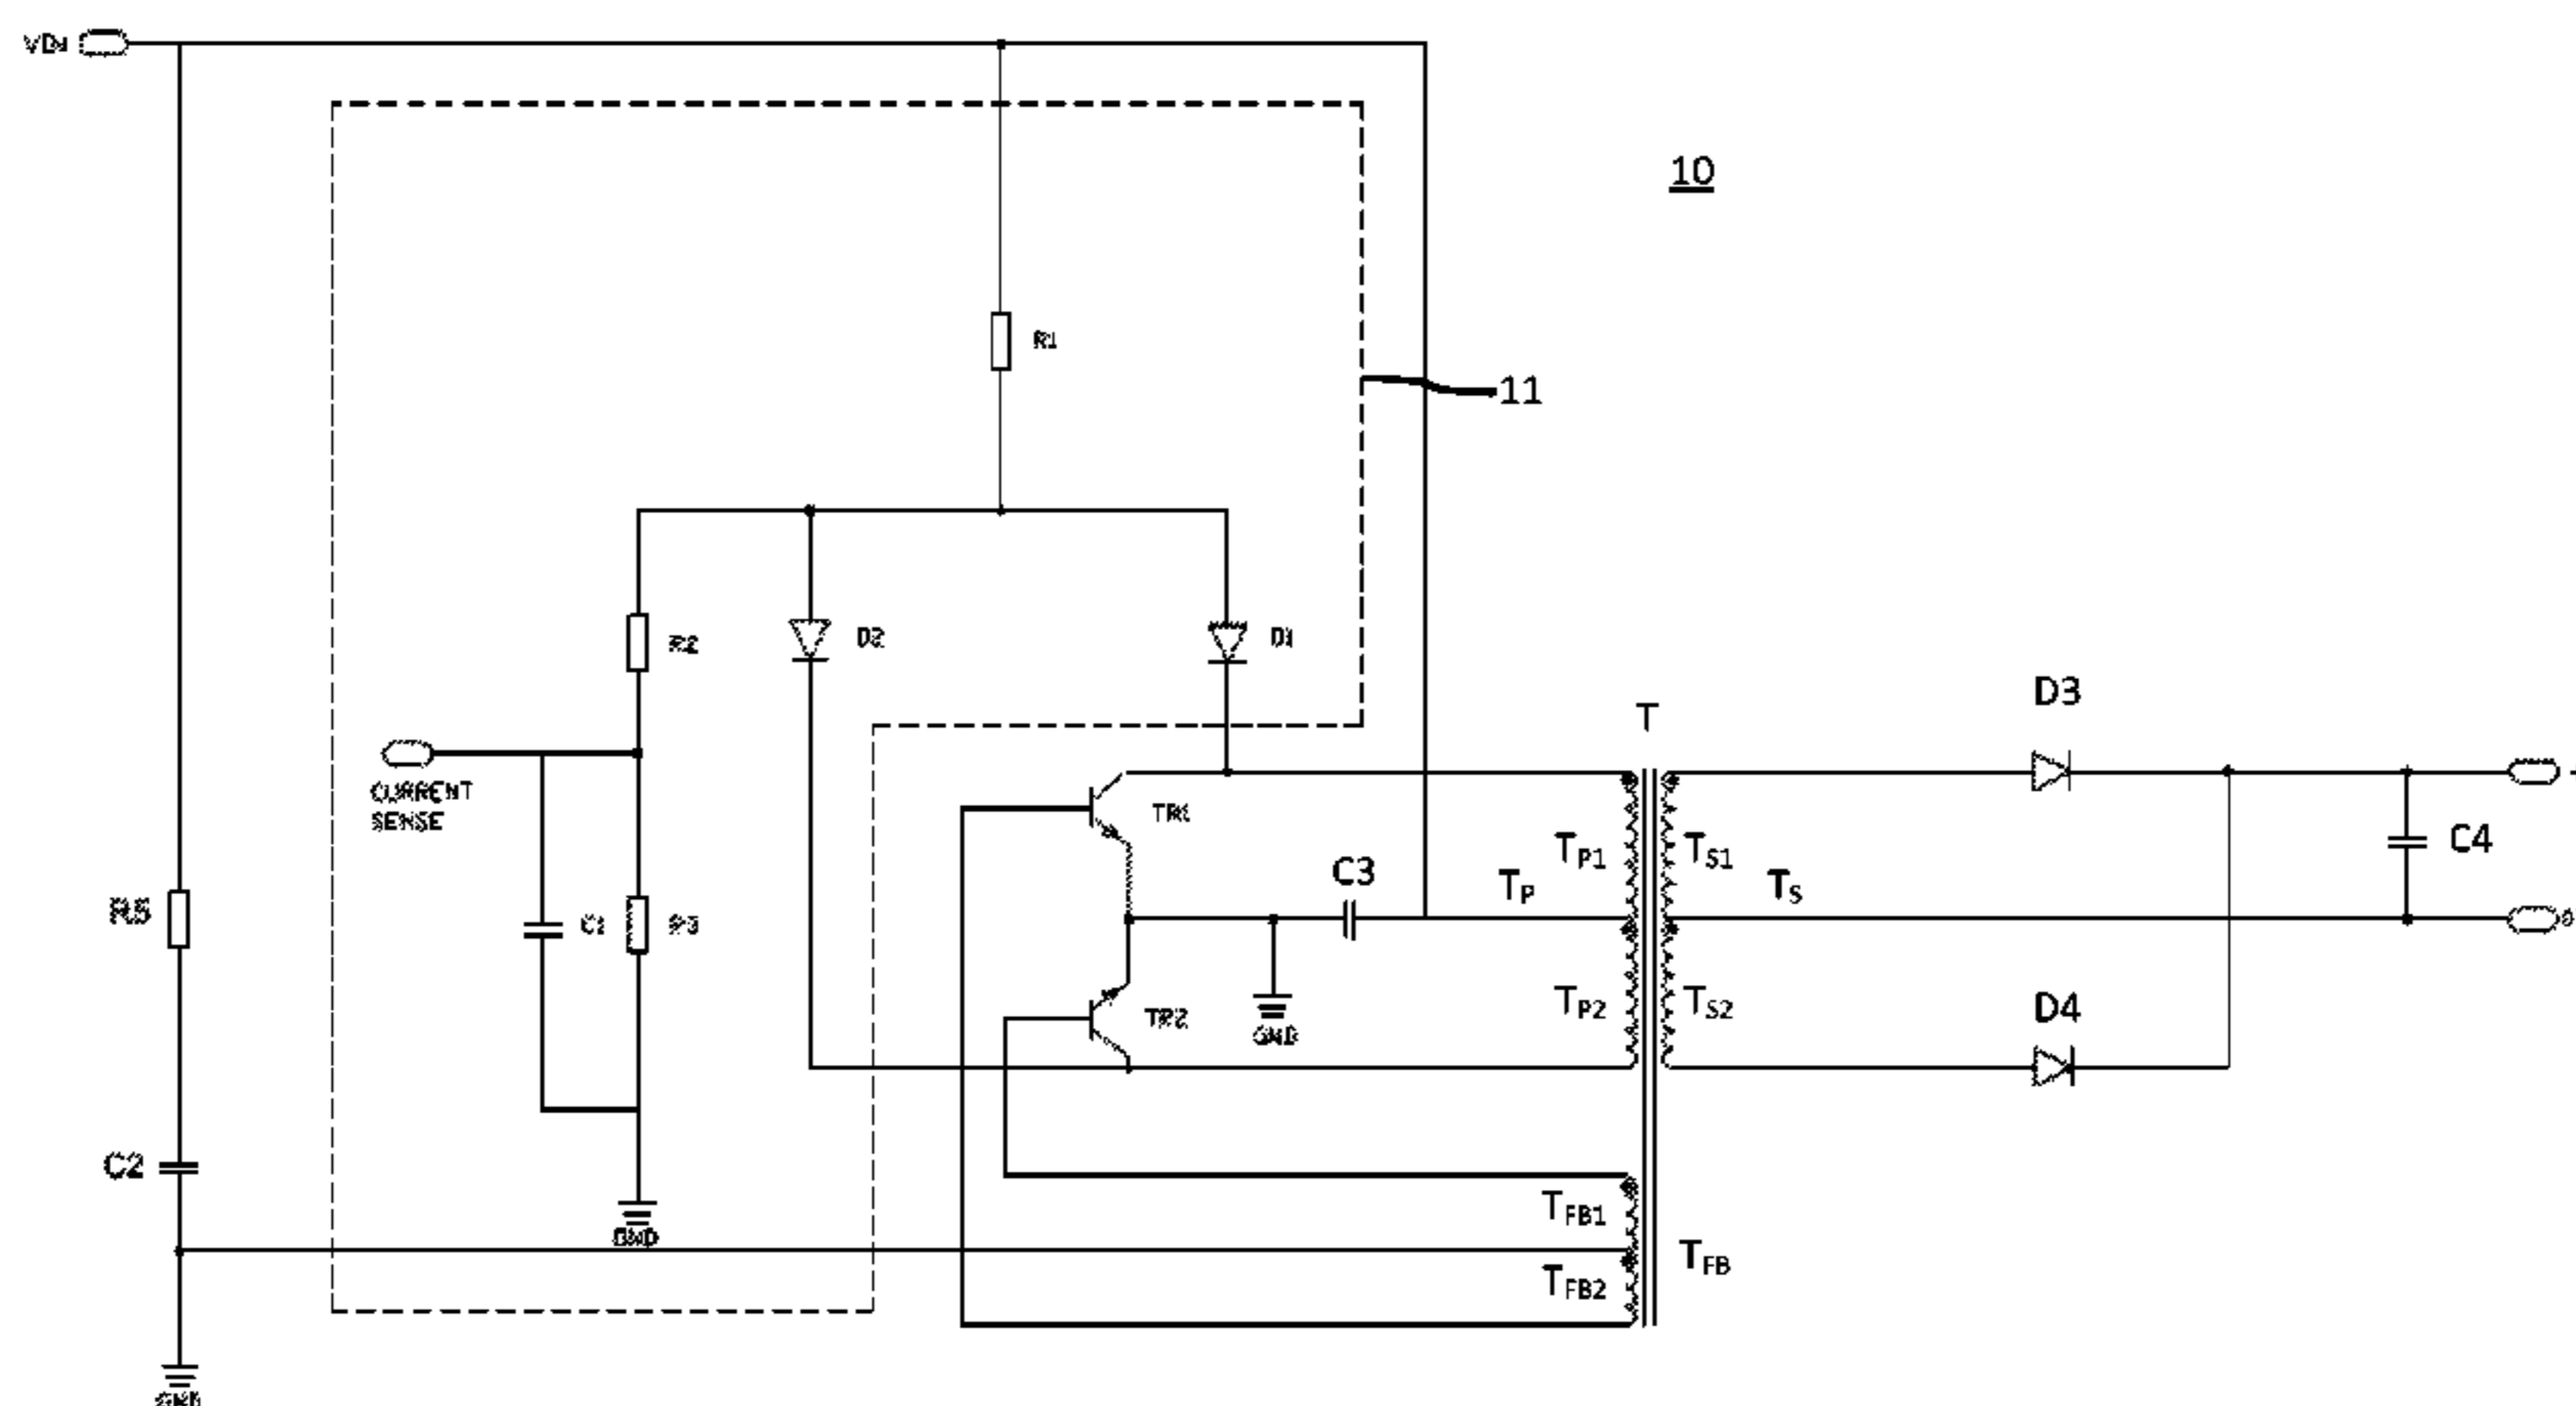 10
R1
11
R2
D2
D1
T
D3
CURRENT
SENSE
TR1
TP1
TS1
C4
C3
TP
TS
R5
C1
R3
TP2
TS2
D4
TR2
GND
C2
TFB1
GND
TFB
TFB2
GND